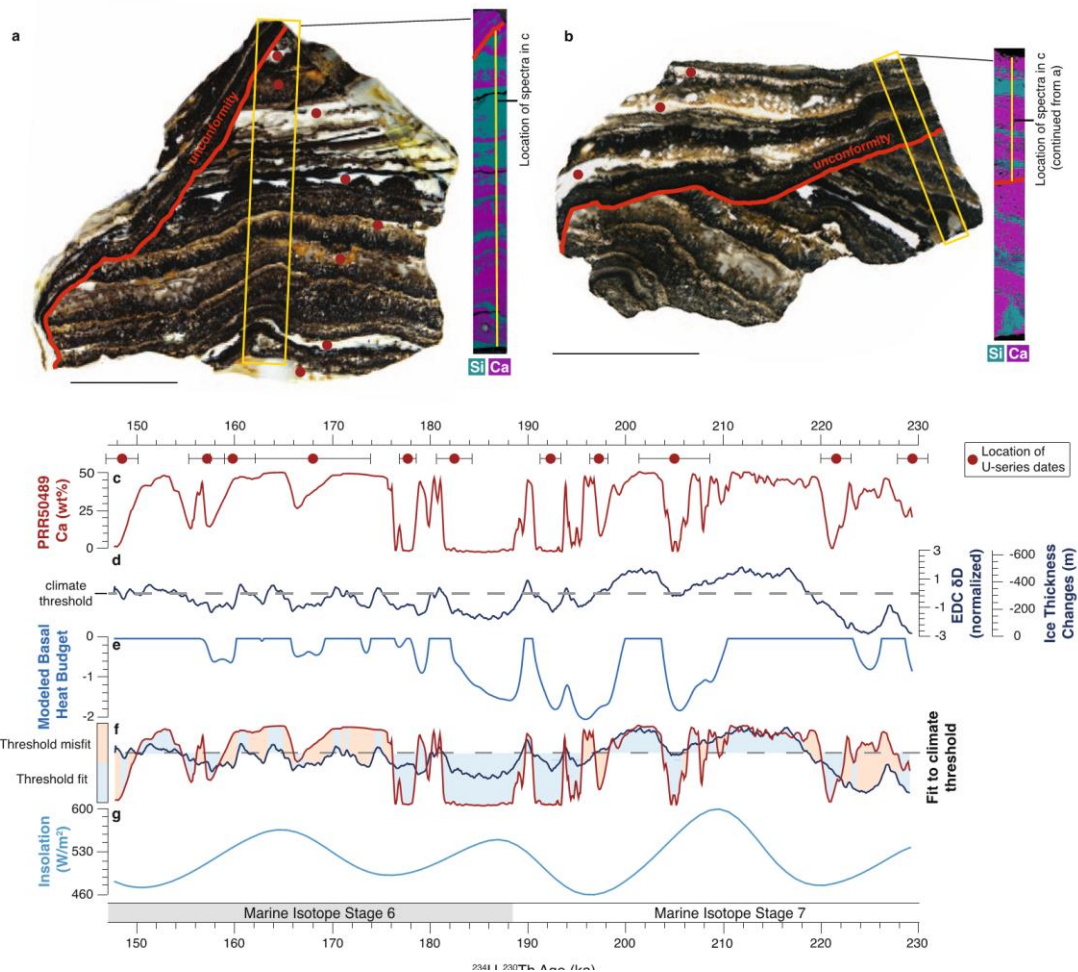 a
unconformity
Location of spectra in c
Si Ca
b
unconformity
Location of spectra in c
(continued from a)
Si Ca
150 160 170 180 190 200 210 220 230
Location of
U-series dates
c
PRR50489
Ca (wt%)
50
25
0
d
climate
threshold
3
1
-1
-3
EDC δD
(normalized)
-600
-400
-200
0
Ice Thickness
Changes (m)
e
Modeled Basal
Heat Budget
0
-1
-2
f
Threshold misfit
Threshold fit
Fit to climate
threshold
g
Insolation
(W/m²)
600
530
460
Marine Isotope Stage 6 Marine Isotope Stage 7
150 160 170 180 190 200 210 220 230